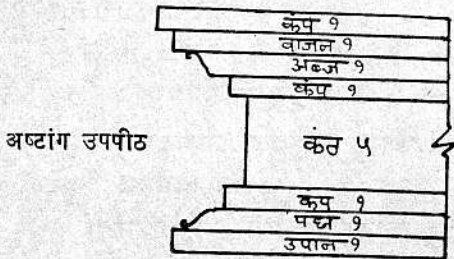 कंप १
वाजन १
अब्ज १
कंप १
अष्टांग उपपीठ
कंठ ५
कंप १
पद्म १
उपान १